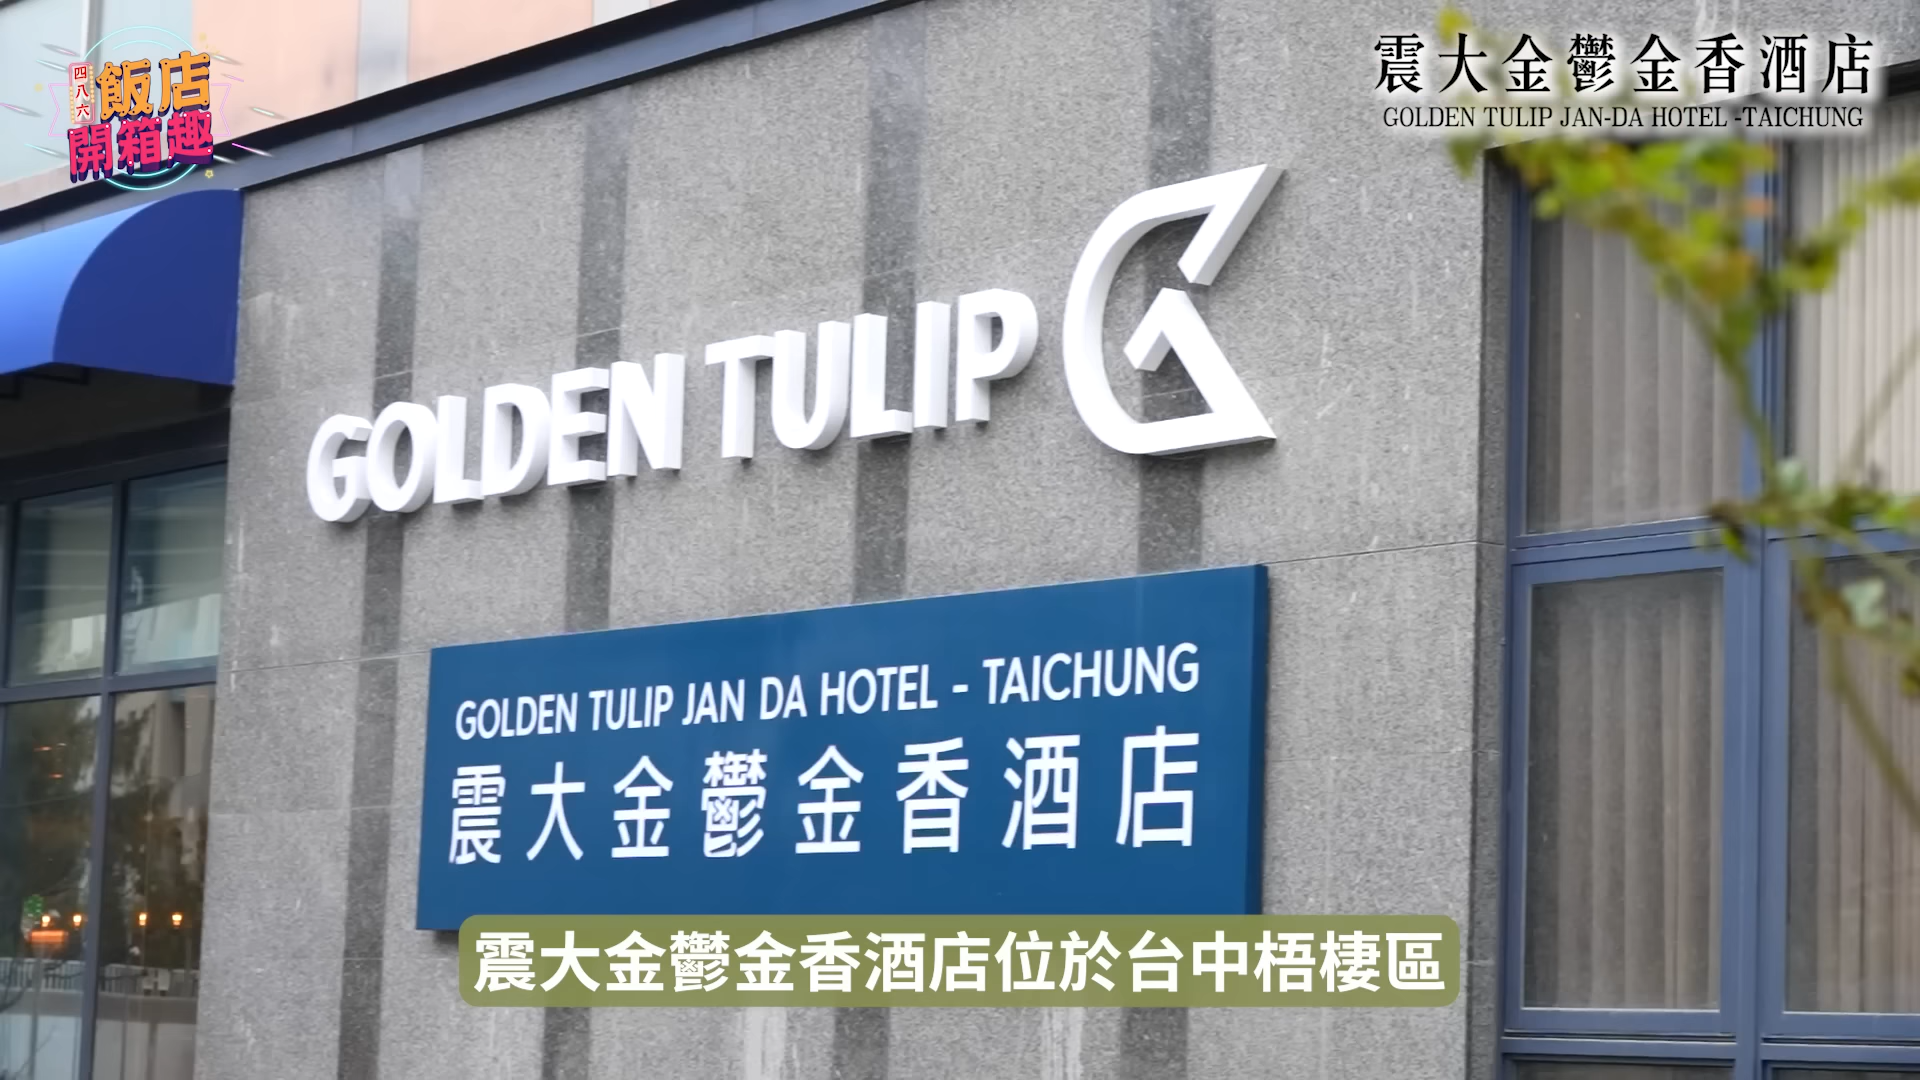 四八六
飯店
開箱趣
震大金鬱金香酒店
GOLDEN TULIP JAN-DA HOTEL -TAICHUNG
GOLDEN TULIP
GOLDEN TULIP JAN DA HOTEL - TAICHUNG
震大金鬱金香酒店
震大金鬱金香酒店位於台中梧棲區